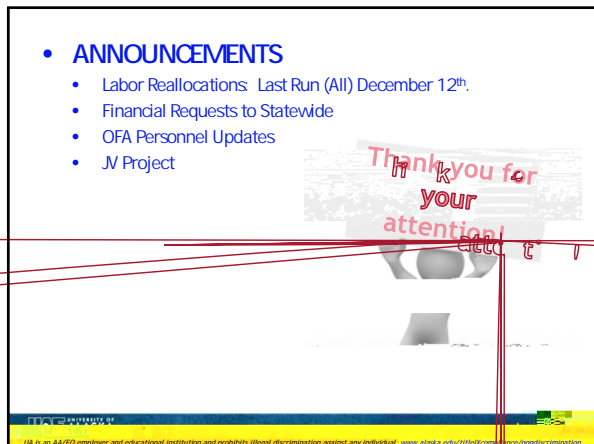 • ANNOUNCEMENTS
• Labor Reallocations: Last Run (All) December 12th.
• Financial Requests to Statewide
• OFA Personnel Updates
• JV Project
Thank you for
your
attention!
UNIVERSITY OF
UA is an AA/EO employer and educational institution and prohibits illegal discrimination against any individual: www.alaska.edu/titleIXcompliance/nondiscrimination